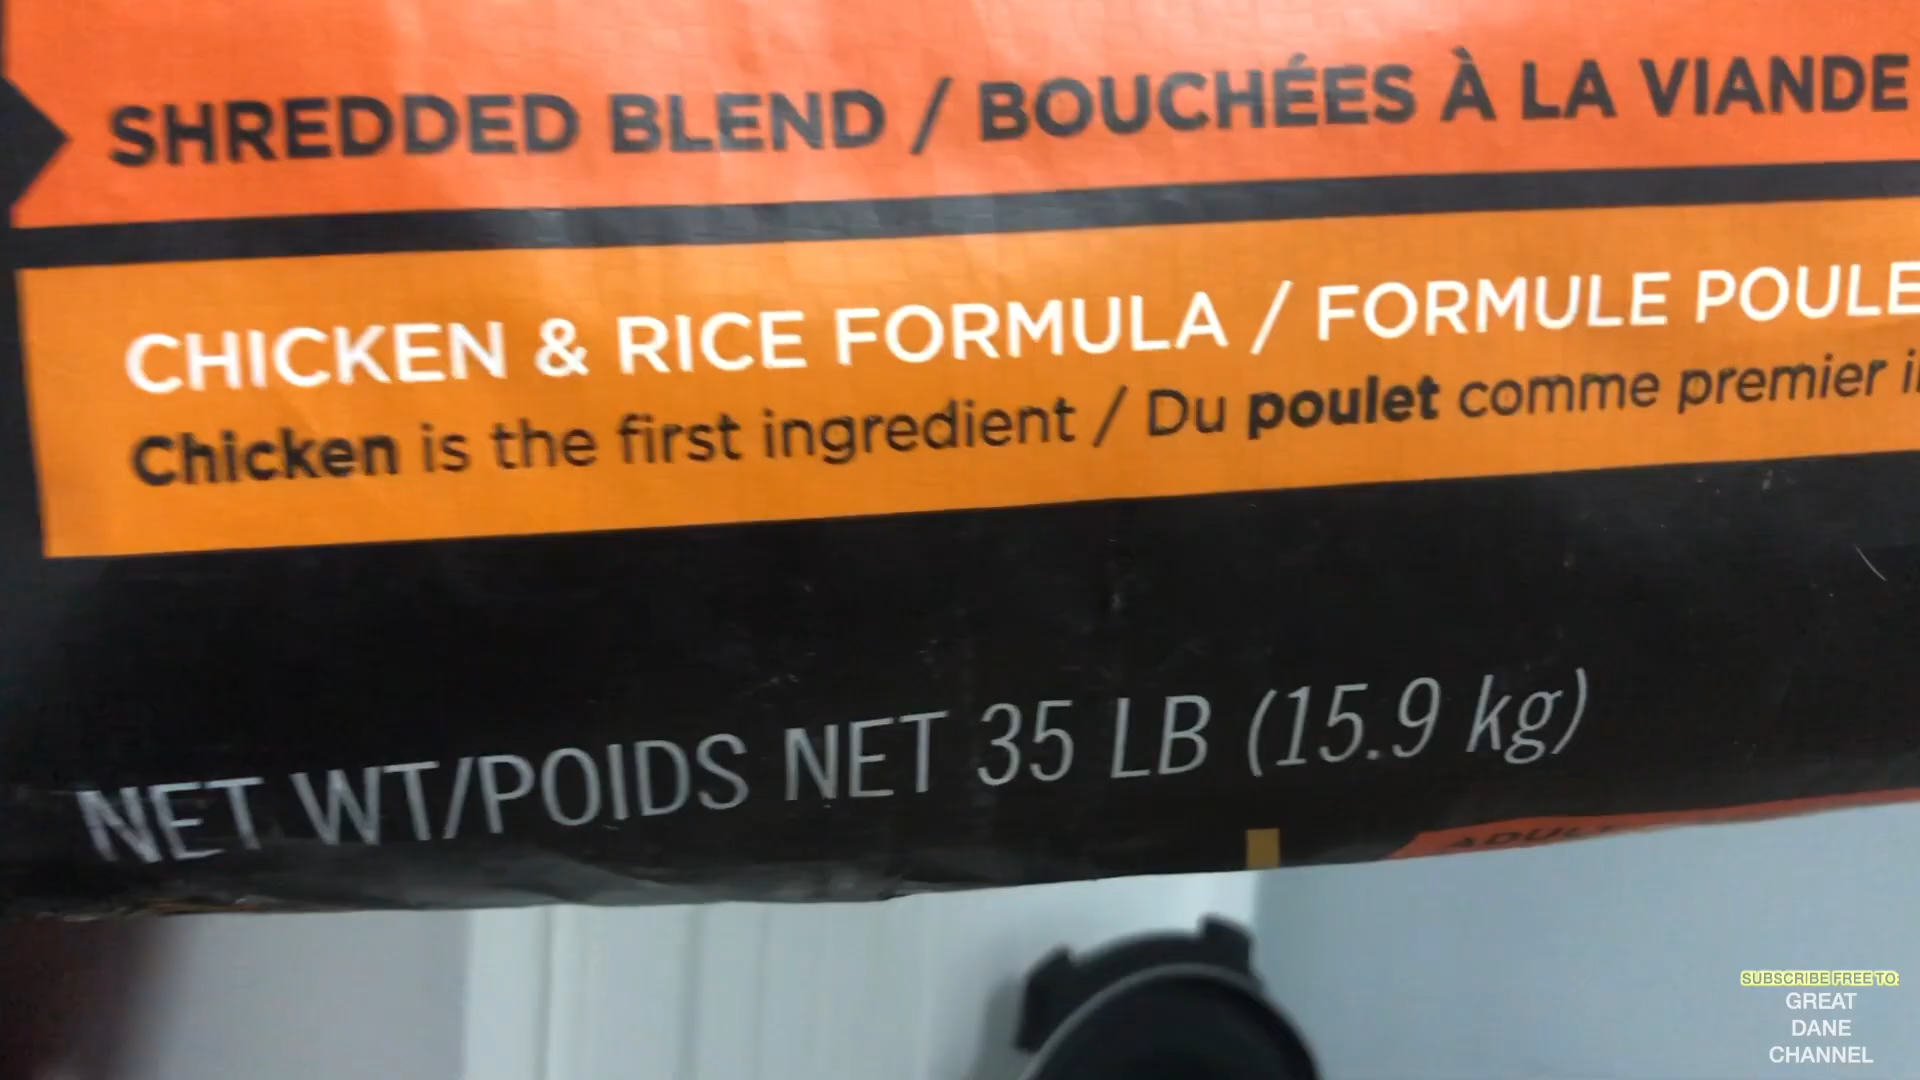 SHREDDED BLEND / BOUCHÉES À LA VIANDE
CHICKEN & RICE FORMULA / FORMULE POULE
Chicken is the first ingredient / Du poulet comme premier
NET WT/POIDS NET 35 LB (15.9 kg)
SUBSCRIBE FREE TO:
GREAT
DANE
CHANNEL